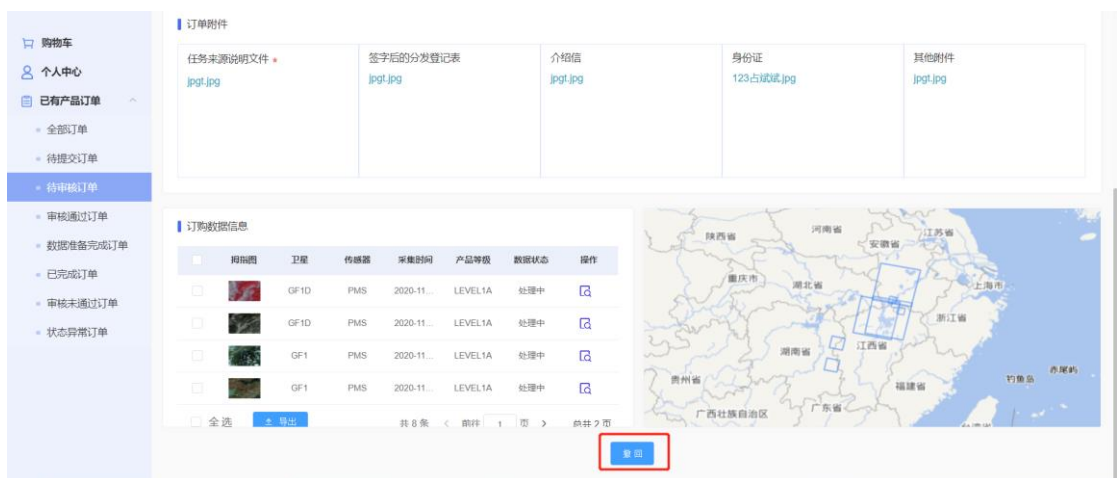 购物车
个人中心
已有产品订单
全部订单
待提交订单
待审核订单
审核通过订单
数据准备完成订单
已完成订单
审核未通过订单
状态异常订单
订单附件
任务来源说明文件 * 签字后的分发登记表 介绍信 身份证 其他附件
jpgt.jpg jpgt.jpg jpgt.jpg 123占斌斌.jpg jpgt.jpg
订购数据信息
拇指图 卫星 传感器 采集时间 产品等级 数据状态 操作
GF1D PMS 2020-11... LEVEL1A 处理中
GF1D PMS 2020-11... LEVEL1A 处理中
GF1 PMS 2020-11... LEVEL1A 处理中
GF1 PMS 2020-11... LEVEL1A 处理中
全选 导出 共 8 条 < 前往 1 页 > 总共 2 页
陕西省 河南省 江苏省
安徽省
重庆市 湖北省 上海市
浙江省
湖南省 江西省
贵州省 福建省 钓鱼岛 赤尾屿
广西壮族自治区 广东省
台湾省
撤回